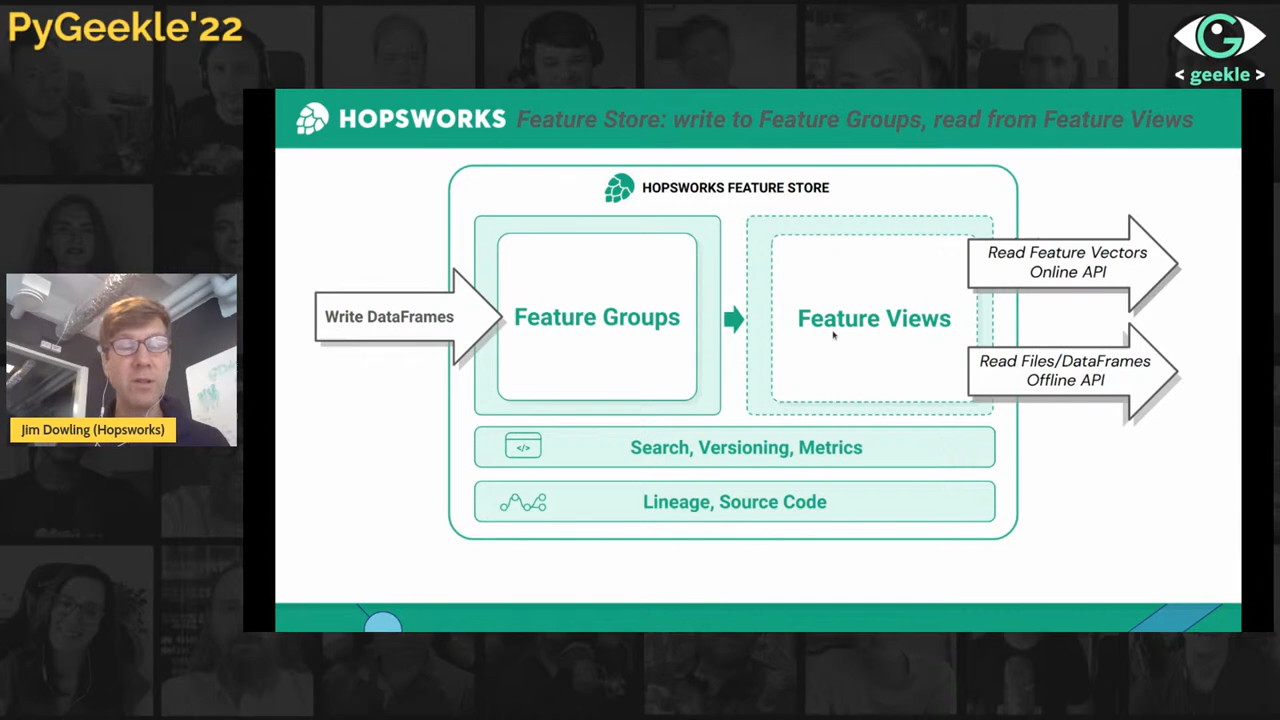 PyGeekle'22
G
< geekle >
HOPSWORKS Feature Store: write to Feature Groups, read from Feature Views
HOPSWORKS FEATURE STORE
Write DataFrames
Feature Groups
Feature Views
Read Feature Vectors
Online API
Read Files/DataFrames
Offline API
</> Search, Versioning, Metrics
Lineage, Source Code
Jim Dowling (Hopsworks)